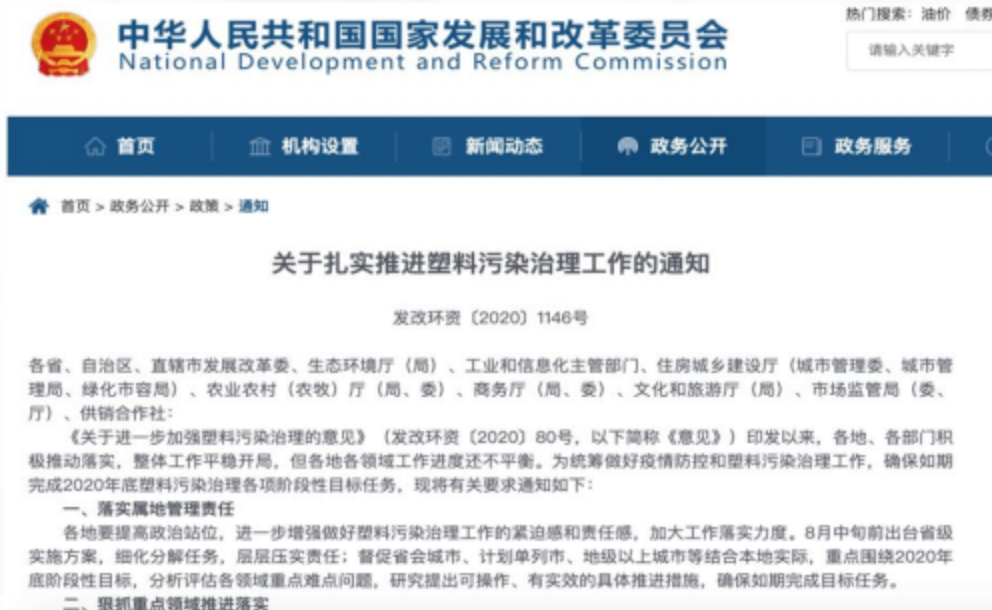 中华人民共和国国家发展和改革委员会
National Development and Reform Commission
热门搜索：油价 债券
请输入关键字
首页 机构设置 新闻动态 政务公开 政务服务
首页 > 政务公开 > 政策 > 通知
关于扎实推进塑料污染治理工作的通知
发改环资〔2020〕1146号
各省、自治区、直辖市发展改革委、生态环境厅（局）、工业和信息化主管部门、住房城乡建设厅（城市管理委、城市管
理局、绿化市容局）、农业农村（农牧）厅（局、委）、商务厅（局、委）、文化和旅游厅（局）、市场监管局（委、
厅）、供销合作社：
《关于进一步加强塑料污染治理的意见》（发改环资〔2020〕80号，以下简称《意见》）印发以来，各地、各部门积
极推动落实，整体工作平稳开局，但各地各领域工作进度还不平衡。为统筹做好疫情防控和塑料污染治理工作，确保如期
完成2020年底塑料污染治理各项阶段性目标任务，现将有关要求通知如下：
一、落实属地管理责任
各地要提高政治站位，进一步增强做好塑料污染治理工作的紧迫感和责任感，加大工作落实力度。8月中旬前出台省级
实施方案，细化分解任务，层层压实责任；督促省会城市、计划单列市、地级以上城市等结合本地实际，重点围绕2020年
底阶段性目标，分析评估各领域重点难点问题，研究提出可操作、有实效的具体推进措施，确保如期完成目标任务。
二、狠抓重点领域推进落实